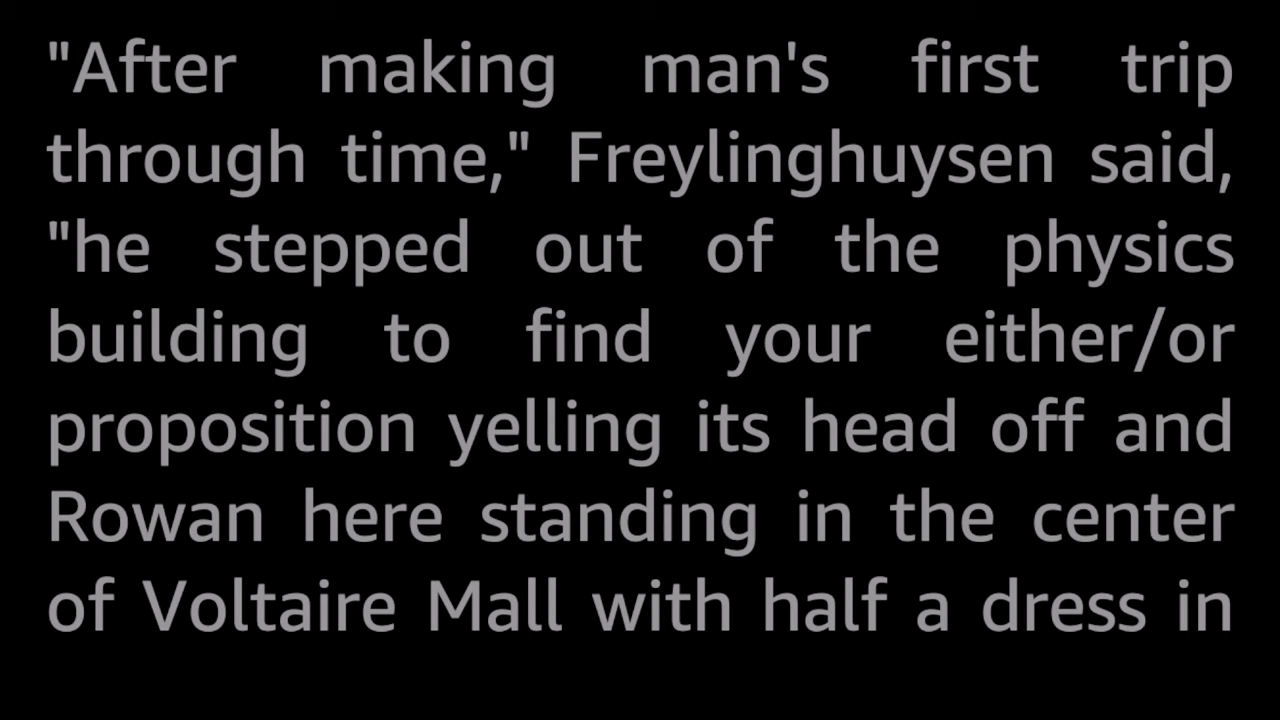 "After making man's first trip
through time," Freylinghuysen said,
"he stepped out of the physics
building to find your either/or
proposition yelling its head off and
Rowan here standing in the center
of Voltaire Mall with half a dress in